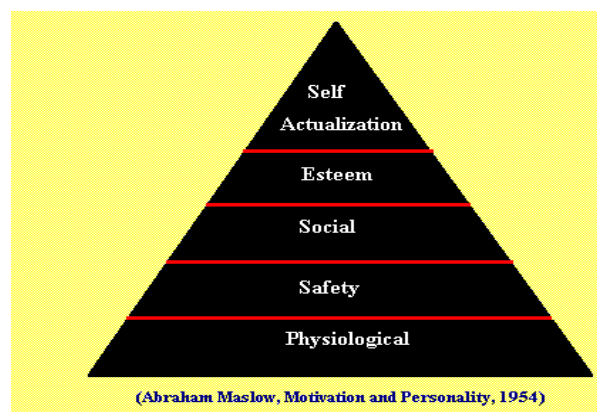 Self
Actualization
Esteem
Social
Safety
Physiological
(Abraham Maslow, Motivation and Personality, 1954)